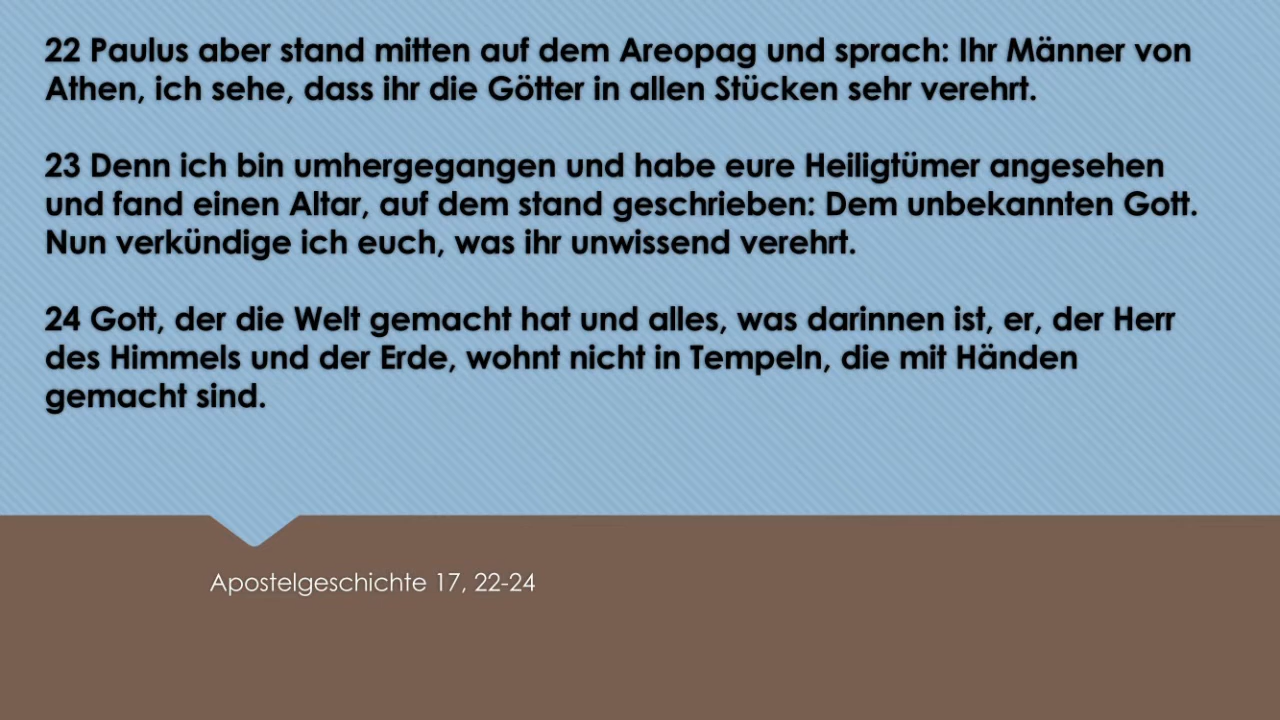 22 Paulus aber stand mitten auf dem Areopag und sprach: Ihr Männer von
Athen, ich sehe, dass ihr die Götter in allen Stücken sehr verehrt.
23 Denn ich bin umhergegangen und habe eure Heiligtümer angesehen
und fand einen Altar, auf dem stand geschrieben: Dem unbekannten Gott.
Nun verkündige ich euch, was ihr unwissend verehrt.
24 Gott, der die Welt gemacht hat und alles, was darinnen ist, er, der Herr
des Himmels und der Erde, wohnt nicht in Tempeln, die mit Händen
gemacht sind.
Apostelgeschichte 17, 22-24